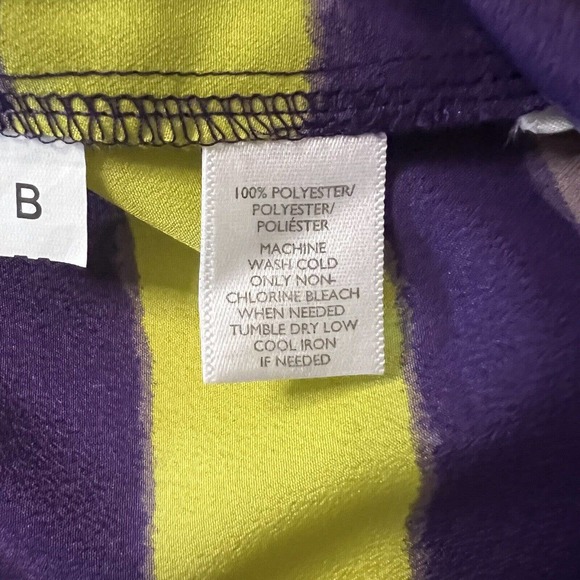 B
100% POLYESTER/
POLYESTER/
POLIÉSTER
MACHINE
WASH COLD
ONLY NON-
CHLORINE BLEACH
WHEN NEEDED
TUMBLE DRY LOW
COOL IRON
IF NEEDED